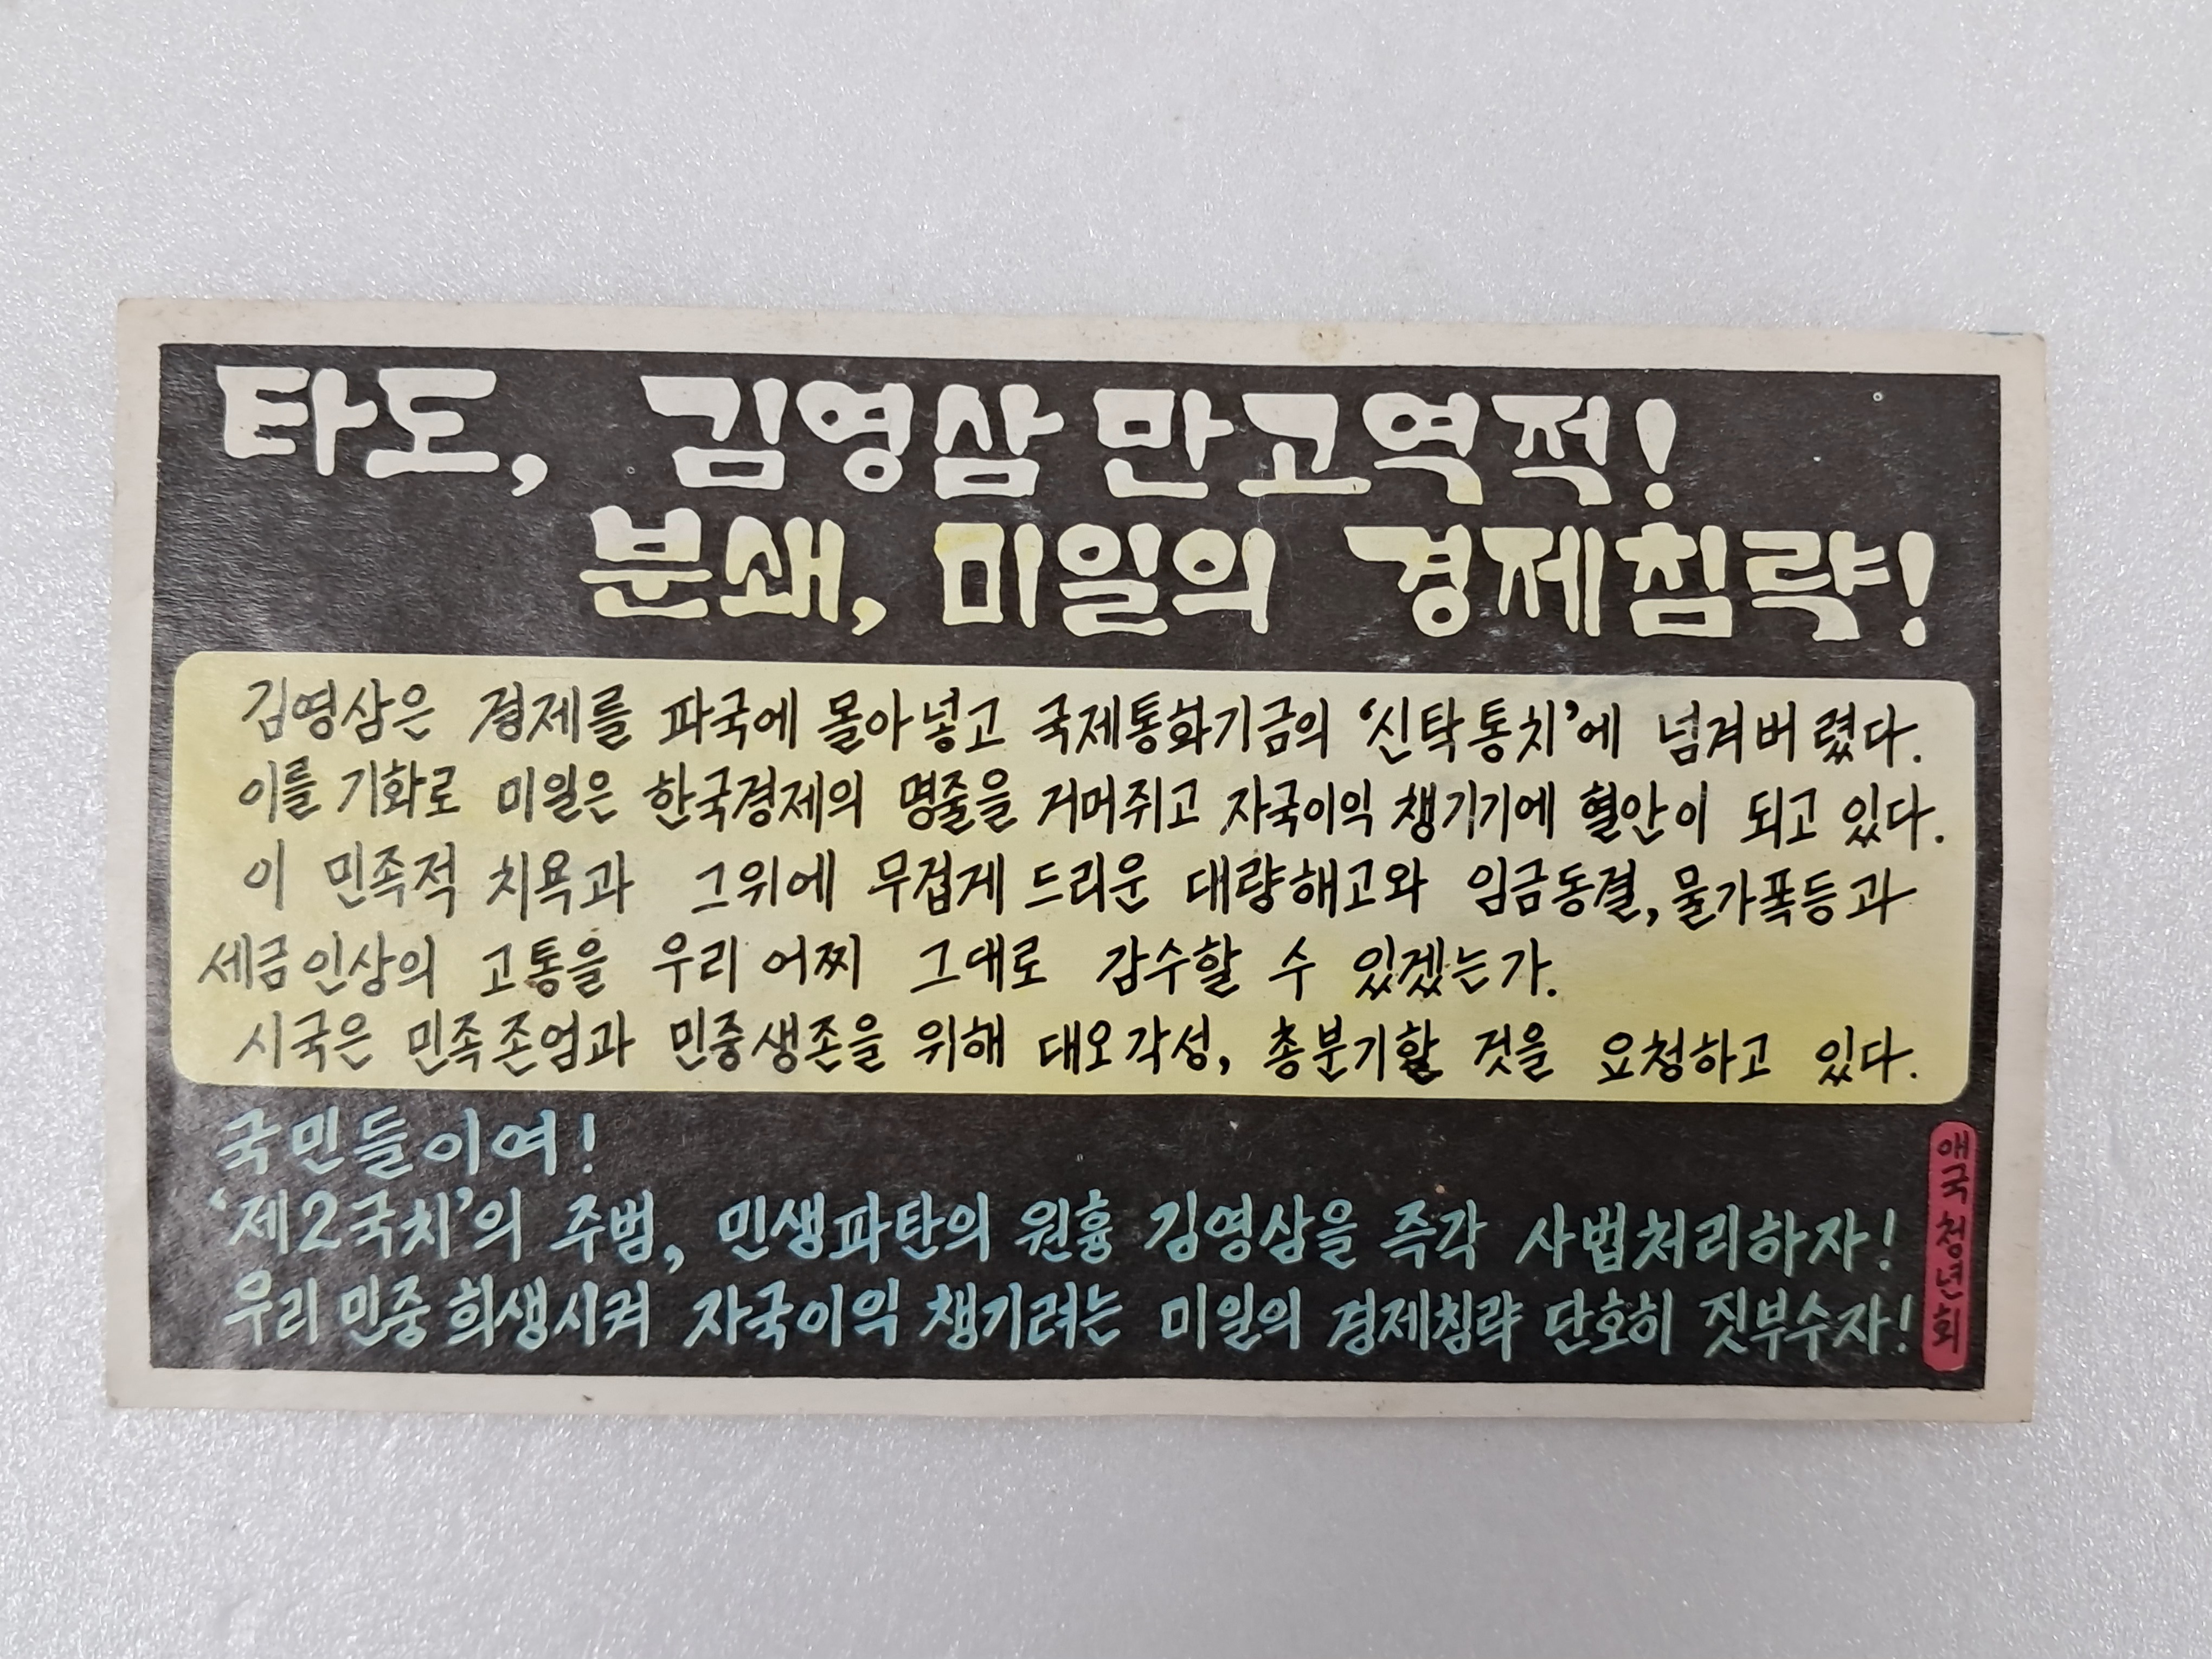 타도, 김영삼 만고역적!
분쇄, 미일의 경제침략!
김영삼은 경제를 파국에 몰아넣고 국제통화기금의 ‘신탁통치’에 넘겨버렸다.
이를 기화로 미일은 한국경제의 명줄을 거머쥐고 자국이익 챙기기에 혈안이 되고 있다.
이 민족적 치욕과 그위에 무겁게 드리운 대량해고와 임금동결, 물가폭등과
세금인상의 고통을 우리 어찌 그대로 감수할 수 있겠는가.
시국은 민족존엄과 민중생존을 위해 대오각성, 총분기할 것을 요청하고 있다.
국민들이여!
‘제2국치’의 주범, 민생파탄의 원흉 김영삼을 즉각 사법처리하자!
우리 민중 희생시켜 자국이익 챙기려는 미일의 경제침략 단호히 짓부수자!
애국청년회